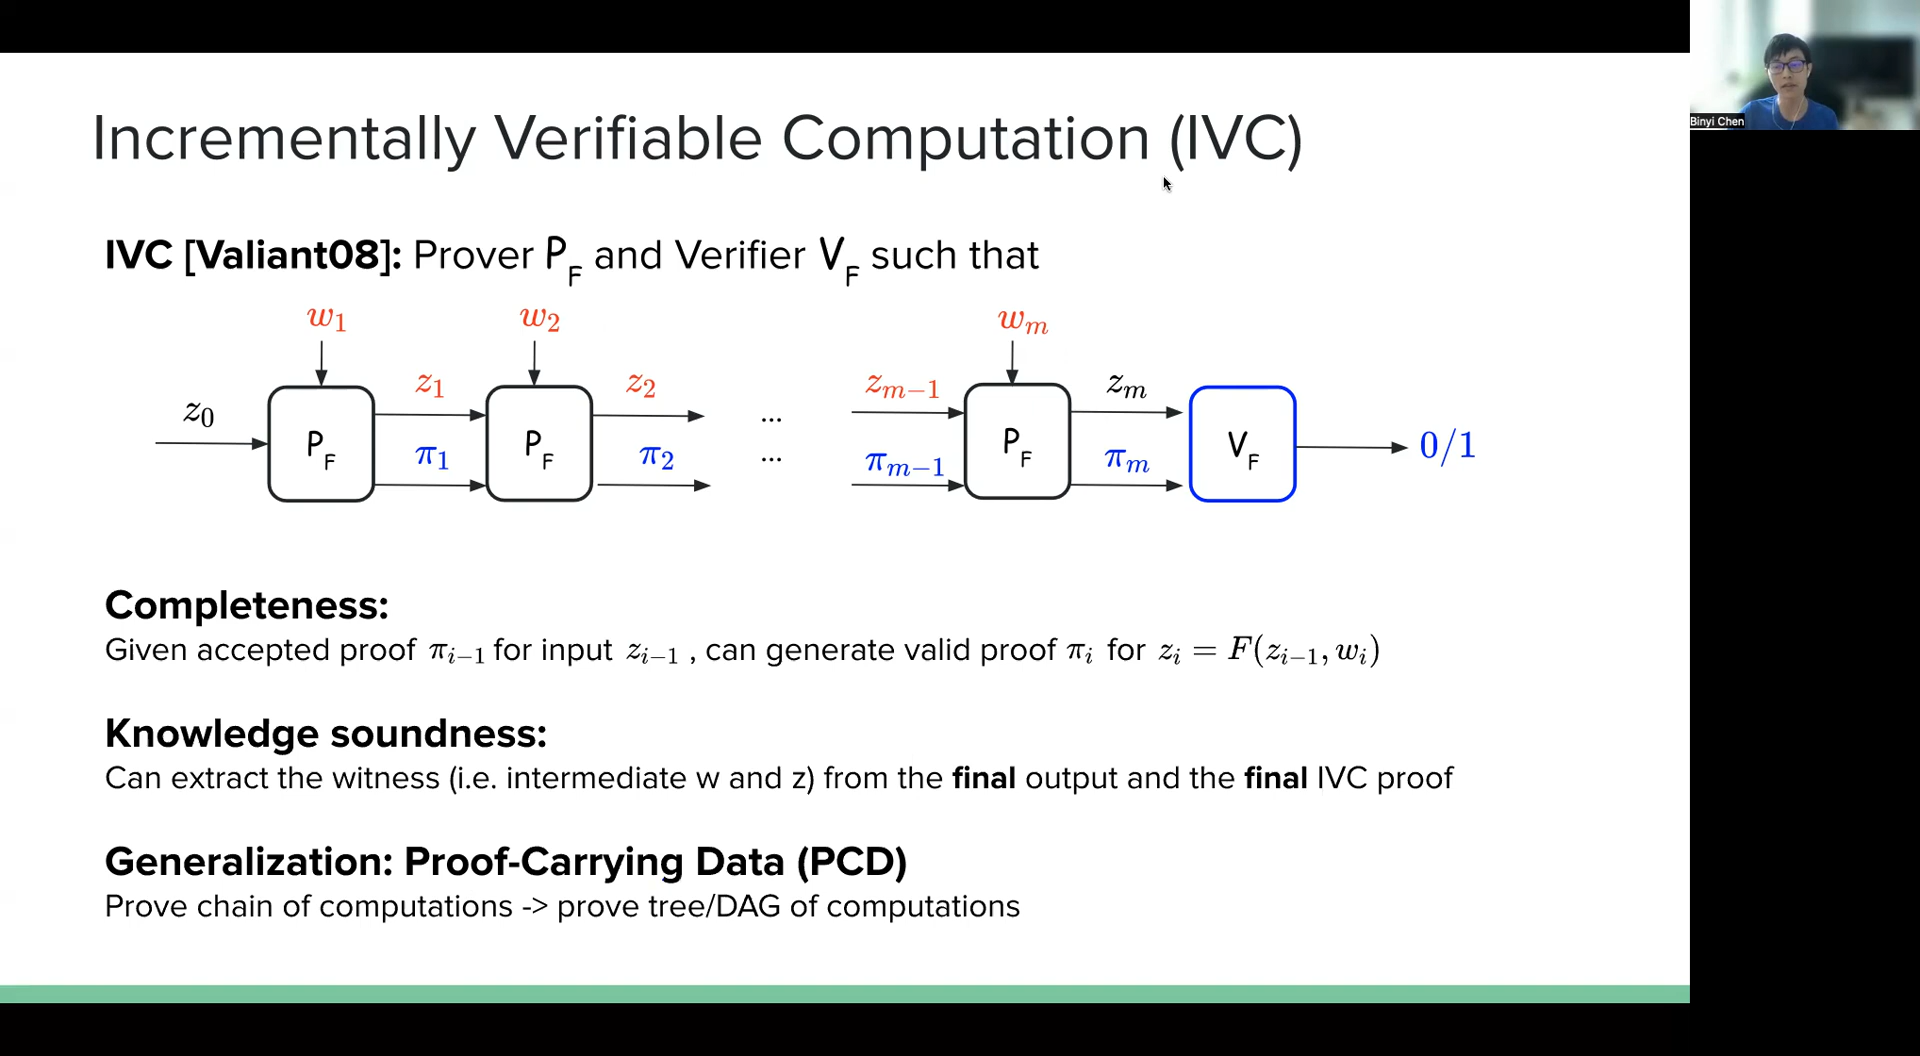 Incrementally Verifiable Computation (IVC)
Binyi Chen
IVC [Valiant08]: Prover P_F and Verifier V_F such that
w_1 w_2 w_m
z_0 z_1 z_2 z_{m-1} z_m
P_F P_F ... P_F V_F 0/1
π_1 π_2 ... π_{m-1} π_m
Completeness:
Given accepted proof π_{i-1} for input z_{i-1} , can generate valid proof π_i for z_i = F(z_{i-1}, w_i)
Knowledge soundness:
Can extract the witness (i.e. intermediate w and z) from the final output and the final IVC proof
Generalization: Proof-Carrying Data (PCD)
Prove chain of computations -> prove tree/DAG of computations